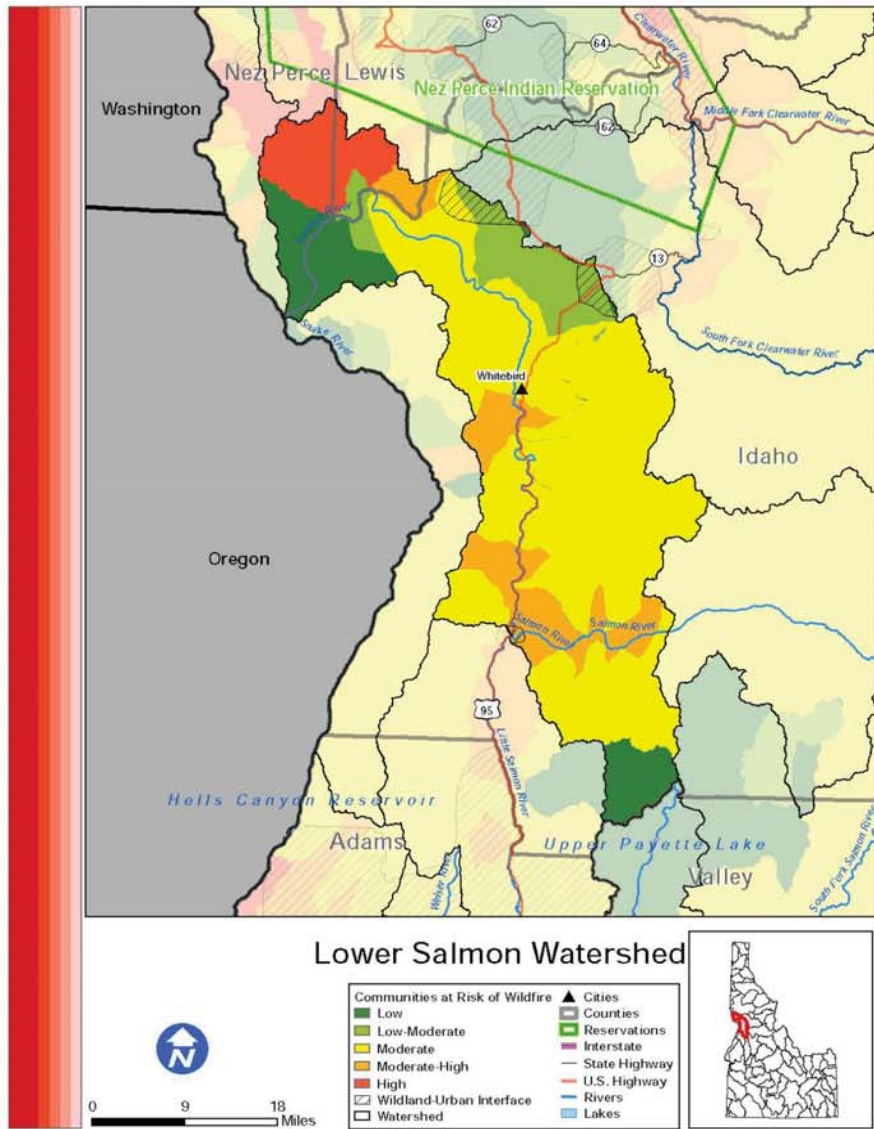 62
64
Clearwater River
Nez Perce
Lewis
Nez Perce Indian Reservation
Washington
Middle Fork Clearwater River
162
River
13
Snake River
South Fork Clearwater River
Whitebird
Idaho
Oregon
Salmon River
Salmon River
95
Little Salmon River
Hells Canyon Reservoir
Adams
Upper Payette Lake
Valley
Weiser River
South Fork Salmon River
Lower Salmon Watershed
Communities at Risk of Wildfire
Low
Low-Moderate
Moderate
Moderate-High
High
Wildland-Urban Interface
Watershed
Cities
Counties
Reservations
Interstate
State Highway
U.S. Highway
Rivers
Lakes
N
0 9 18
Miles